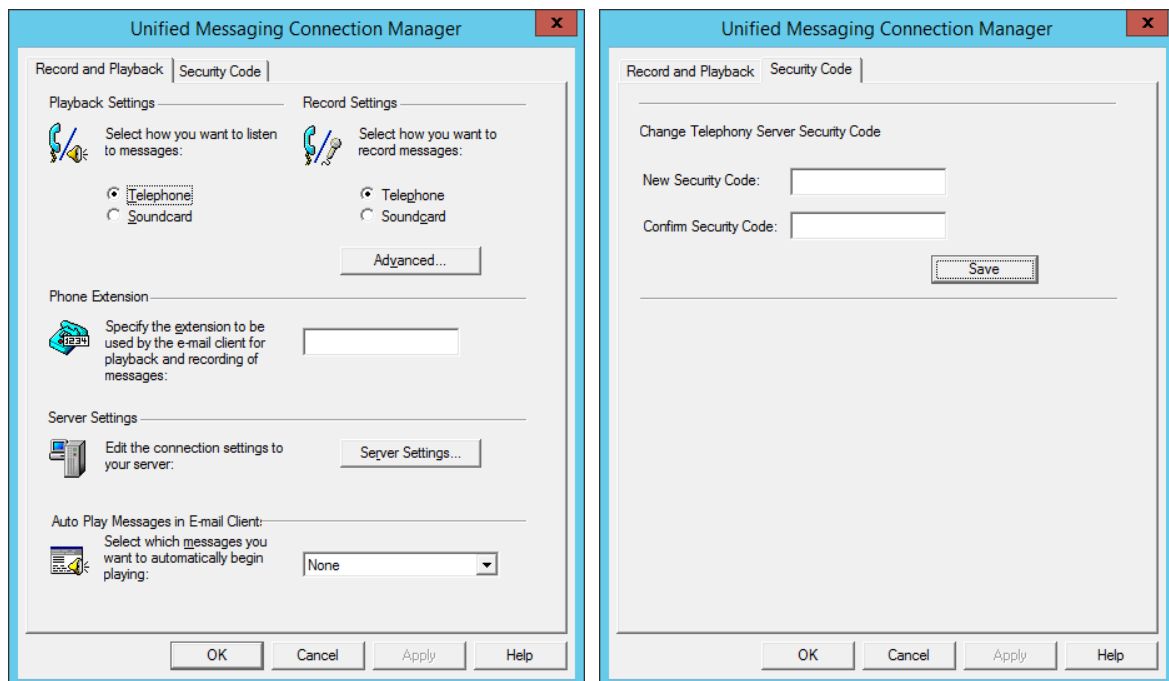 Unified Messaging Connection Manager
x
Record and Playback
Security Code
Playback Settings
Select how you want to listen
to messages:
Telephone
Soundcard
Record Settings
Select how you want to
record messages:
Telephone
Soundcard
Advanced...
Phone Extension
1234
Specify the extension to be
used by the e-mail client for
playback and recording of
messages:
Server Settings
Edit the connection settings to
your server:
Server Settings...
Auto Play Messages in E-mail Client:
Select which messages you
want to automatically begin
playing:
None
OK
Cancel
Apply
Help
Unified Messaging Connection Manager
x
Record and Playback
Security Code
Change Telephony Server Security Code
New Security Code:
Confirm Security Code:
Save
OK
Cancel
Apply
Help